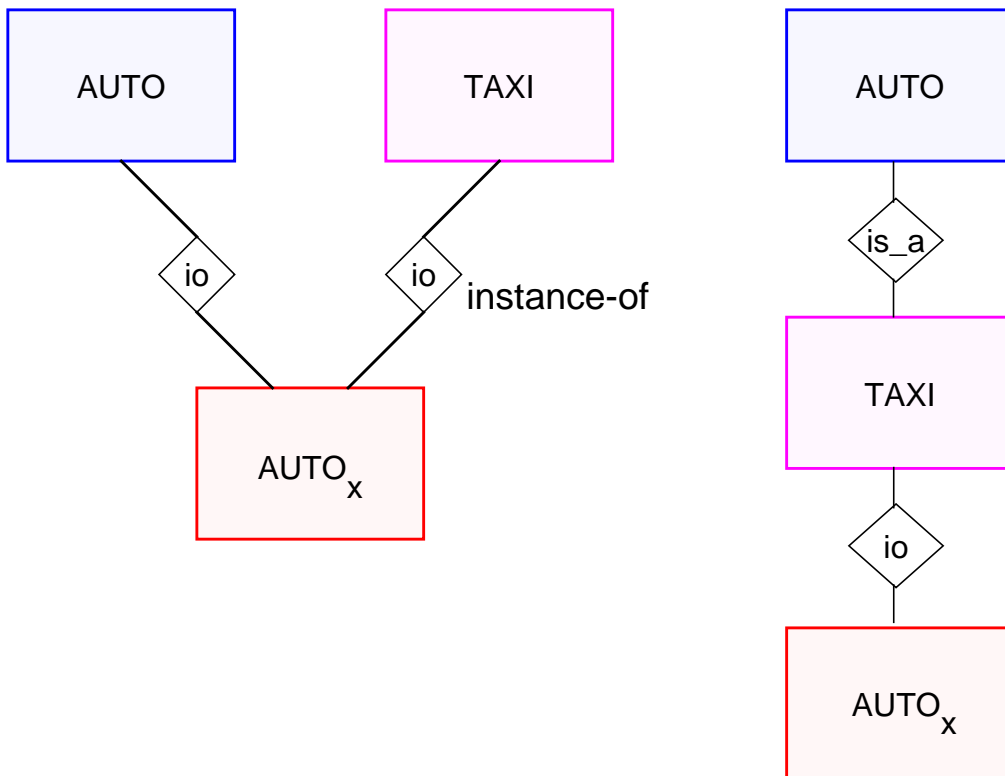 AUTO
TAXI
io
io
instance-of
AUTOx
AUTO
is_a
TAXI
io
AUTOx